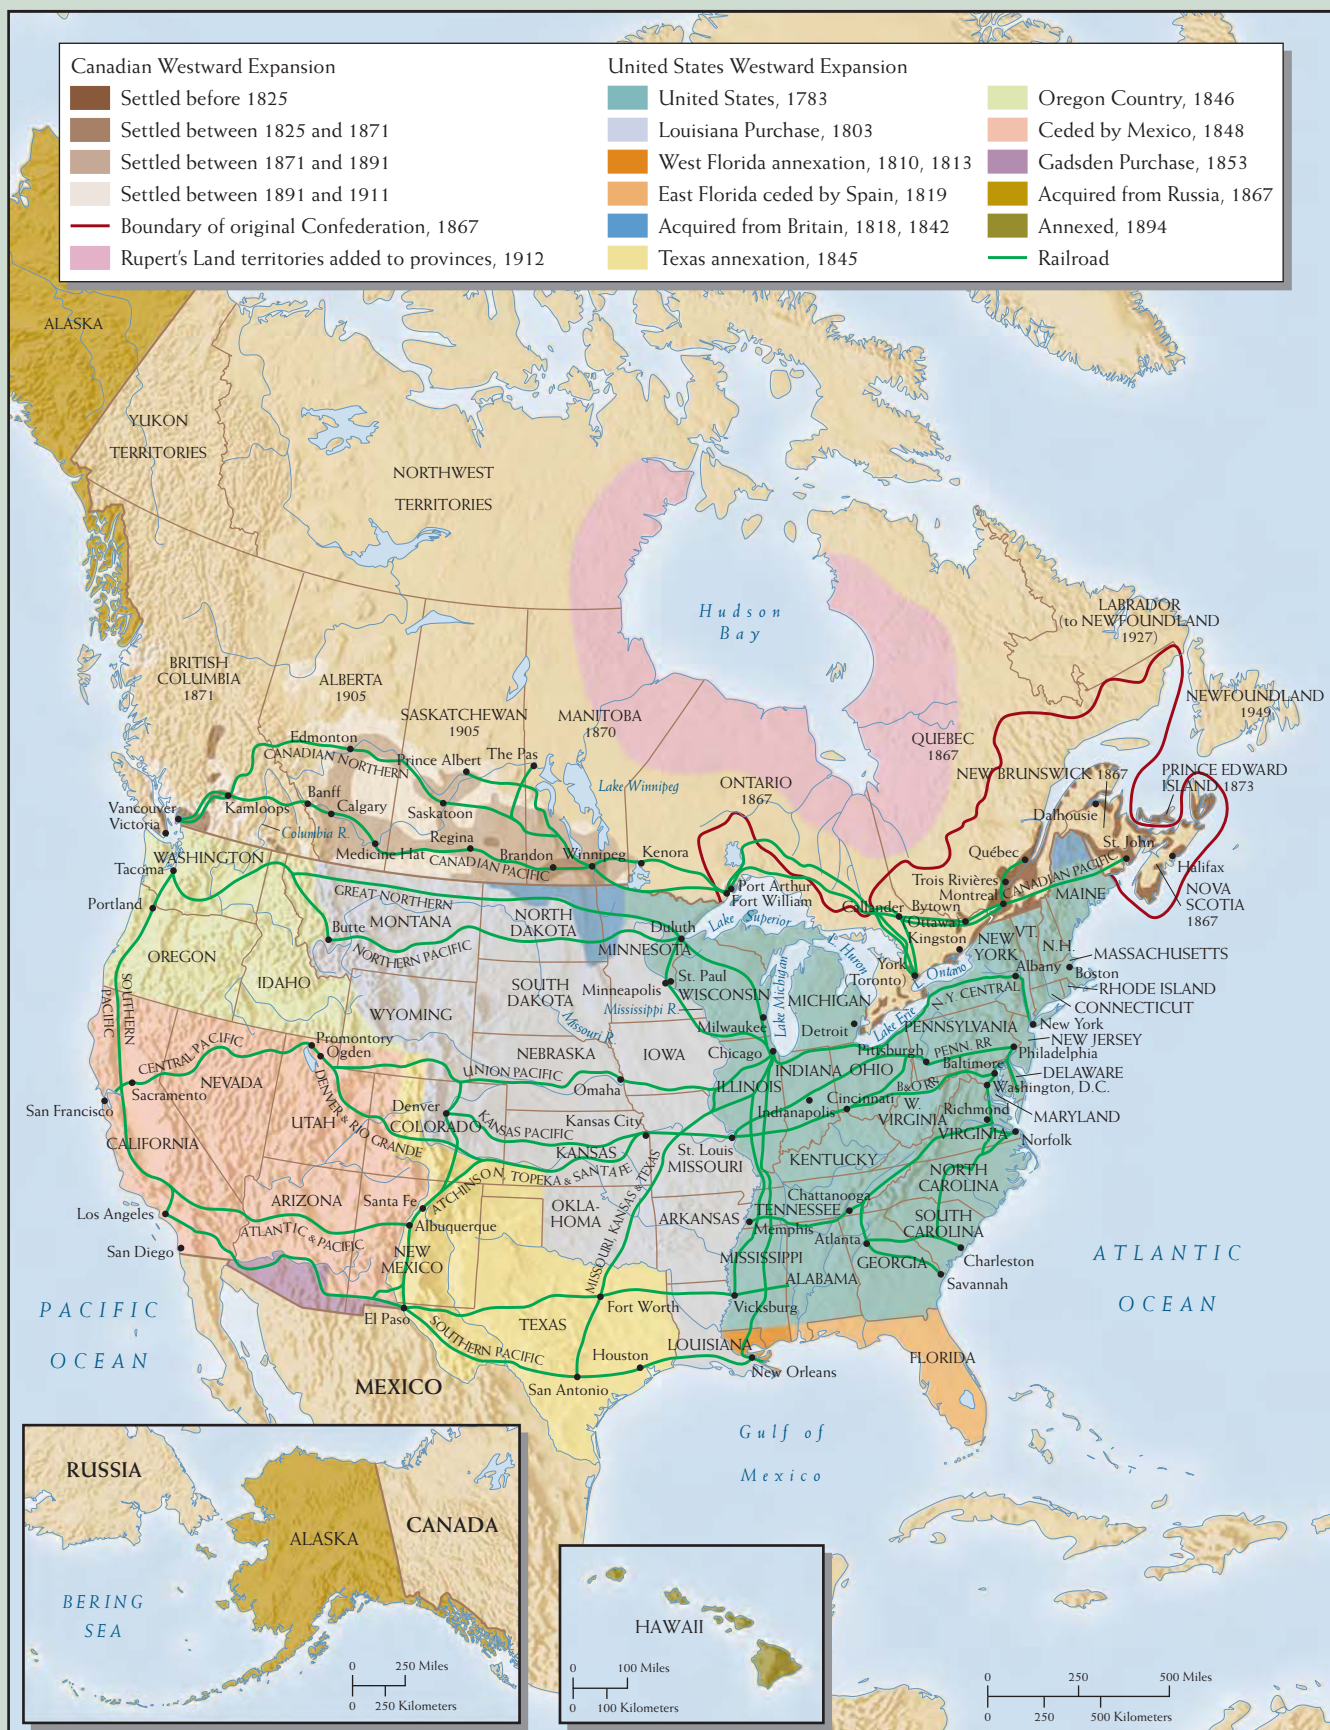 Canadian Westward Expansion
Settled before 1825
Settled between 1825 and 1871
Settled between 1871 and 1891
Settled between 1891 and 1911
Boundary of original Confederation, 1867
Rupert's Land territories added to provinces, 1912
United States Westward Expansion
United States, 1783
Louisiana Purchase, 1803
West Florida annexation, 1810, 1813
East Florida ceded by Spain, 1819
Acquired from Britain, 1818, 1842
Texas annexation, 1845
Oregon Country, 1846
Ceded by Mexico, 1848
Gadsden Purchase, 1853
Acquired from Russia, 1867
Annexed, 1894
Railroad
ALASKA
YUKON
TERRITORIES
NORTHWEST
TERRITORIES
Hudson
Bay
LABRADOR
(to NEWFOUNDLAND
1927)
BRITISH
COLUMBIA
1871
ALBERTA
1905
SASKATCHEWAN
1905
MANITOBA
1870
ONTARIO
1867
QUEBEC
1867
NEWFOUNDLAND
1949
NEW BRUNSWICK 1867
PRINCE EDWARD
ISLAND 1873
Edmonton
CANADIAN NORTHERN
Prince Albert
The Pas
Lake Winnipeg
Vancouver
Victoria
Kamloops
Banff
Calgary
Saskatoon
Columbia R.
Medicine Hat
Regina
CANADIAN PACIFIC
Brandon
Winnipeg
Kenora
Dalhousie
St. John
Québec
Halifax
Trois Rivières
Montreal
CANADIAN PACIFIC
MAINE
NOVA
SCOTIA
1867
Port Arthur
Fort William
Callander
Bytown
Ottawa
Kingston
WASHINGTON
Tacoma
Portland
GREAT NORTHERN
MONTANA
Butte
NORTHERN PACIFIC
NORTH
DAKOTA
Duluth
MINNESOTA
Lake Superior
L. Huron
York
(Toronto)
L. Ontario
NEW
YORK
VT.
N.H.
MASSACHUSETTS
Albany
Boston
RHODE ISLAND
CONNECTICUT
OREGON
IDAHO
SOUTHERN
PACIFIC
WYOMING
SOUTH
DAKOTA
Missouri R.
Minneapolis
St. Paul
WISCONSIN
Mississippi R.
Milwaukee
Lake Michigan
MICHIGAN
Detroit
Lake Erie
N.Y. CENTRAL
PENNSYLVANIA
New York
NEW JERSEY
Philadelphia
Pittsburgh
PENN. RR
Baltimore
DELAWARE
Washington, D.C.
MARYLAND
Promontory
Ogden
CENTRAL PACIFIC
NEVADA
Sacramento
San Francisco
CALIFORNIA
UTAH
DENVER & RIO GRANDE
Denver
COLORADO
NEBRASKA
UNION PACIFIC
Omaha
IOWA
Chicago
ILLINOIS
INDIANA
OHIO
B&O RR
Cincinnati
Indianapolis
W.
VIRGINIA
Richmond
VIRGINIA
Norfolk
KANSAS PACIFIC
Kansas City
KANSAS
ATCHINSON, TOPEKA & SANTA FE
St. Louis
MISSOURI
KENTUCKY
NORTH
CAROLINA
ARIZONA
Santa Fe
Albuquerque
ATLANTIC & PACIFIC
NEW
MEXICO
Los Angeles
San Diego
OKLA-
HOMA
MISSOURI, KANSAS & TEXAS
ARKANSAS
Memphis
Chattanooga
TENNESSEE
SOUTH
CAROLINA
Atlanta
GEORGIA
Charleston
Savannah
MISSISSIPPI
ALABAMA
Vicksburg
El Paso
SOUTHERN PACIFIC
TEXAS
Fort Worth
Houston
San Antonio
LOUISIANA
New Orleans
FLORIDA
PACIFIC
OCEAN
ATLANTIC
OCEAN
MEXICO
Gulf of
Mexico
RUSSIA
ALASKA
CANADA
BERING
SEA
0 250 Miles
0 250 Kilometers
HAWAII
0 100 Miles
0 100 Kilometers
0 250 500 Miles
0 250 500 Kilometers